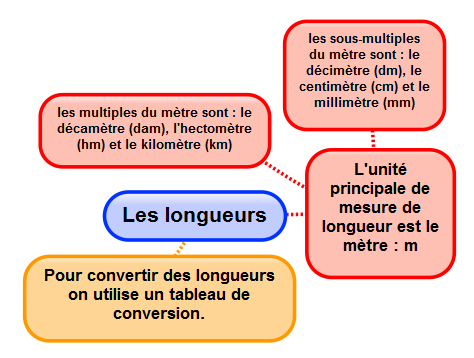 les sous-multiples
du mètre sont : le
décimètre (dm), le
centimètre (cm) et le
millimètre (mm)
les multiples du mètre sont : le
décamètre (dam), l'hectomètre
(hm) et le kilomètre (km)
L'unité
principale de
mesure de
longueur est le
mètre : m
Les longueurs
Pour convertir des longueurs
on utilise un tableau de
conversion.